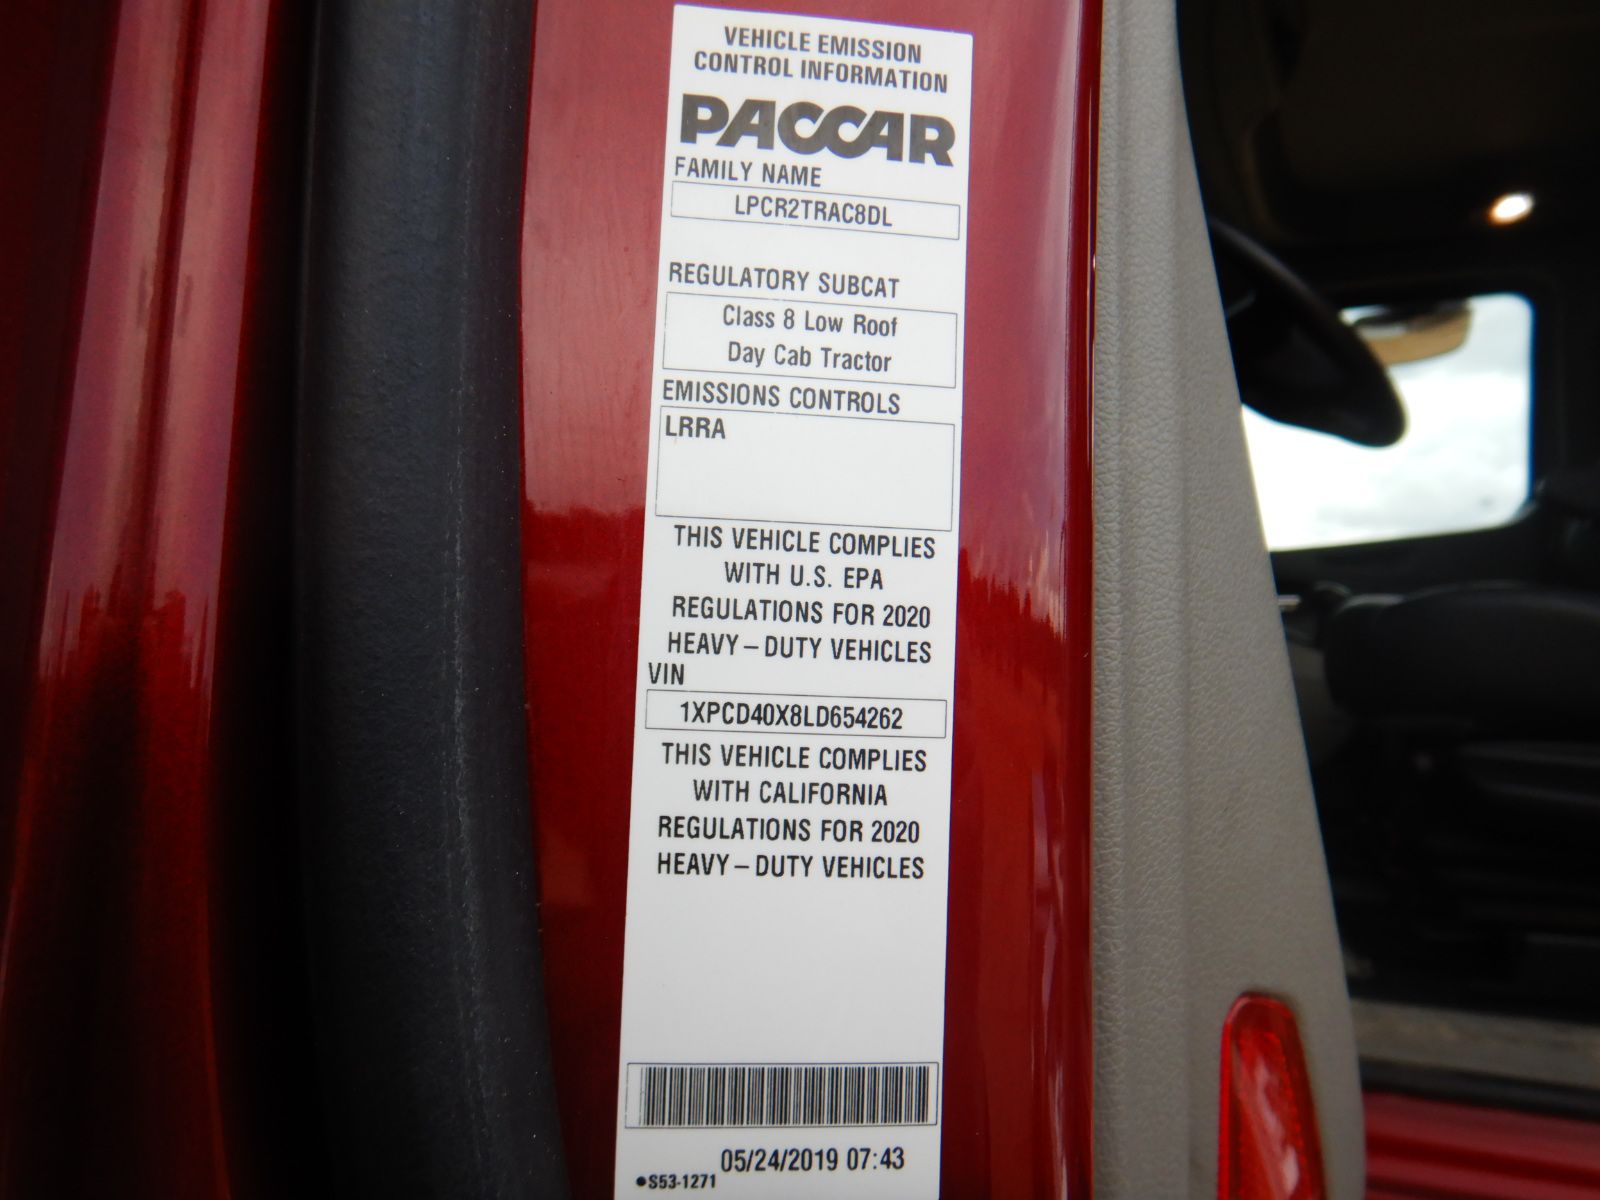 VEHICLE EMISSION
CONTROL INFORMATION
PACCAR
FAMILY NAME
LPCR2TRAC8DL
REGULATORY SUBCAT
Class 8 Low Roof
Day Cab Tractor
EMISSIONS CONTROLS
LRRA
THIS VEHICLE COMPLIES
WITH U.S. EPA
REGULATIONS FOR 2020
HEAVY – DUTY VEHICLES
VIN
1XPCD40X8LD654262
THIS VEHICLE COMPLIES
WITH CALIFORNIA
REGULATIONS FOR 2020
HEAVY – DUTY VEHICLES
05/24/2019 07:43
●S53-1271